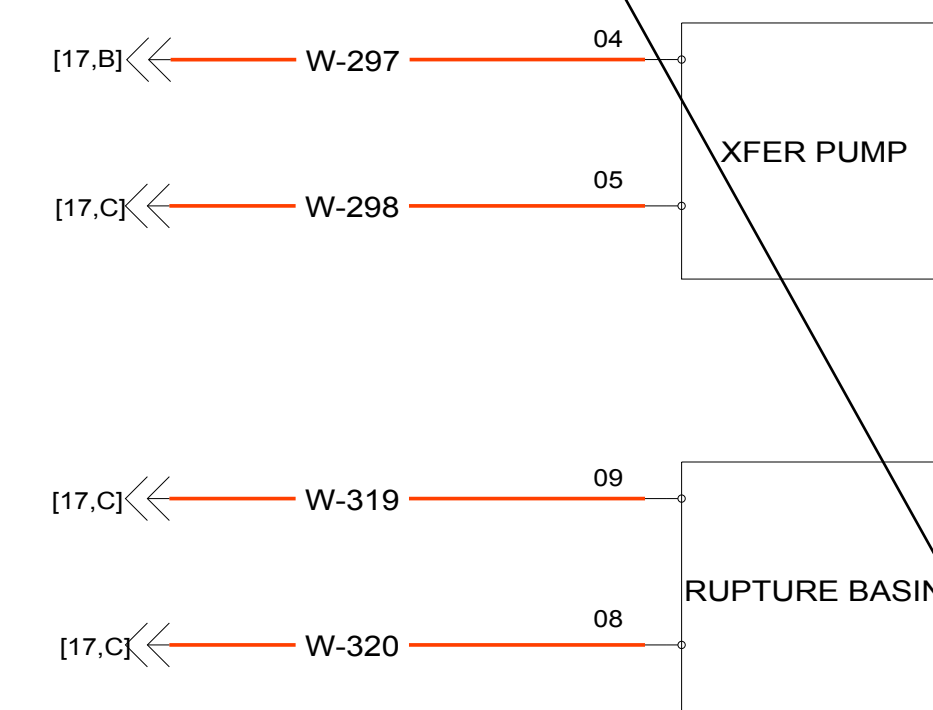 04
[17,B] W-297
XFER PUMP
05
[17,C] W-298
09
[17,C] W-319
RUPTURE BASIN
08
[17,C] W-320